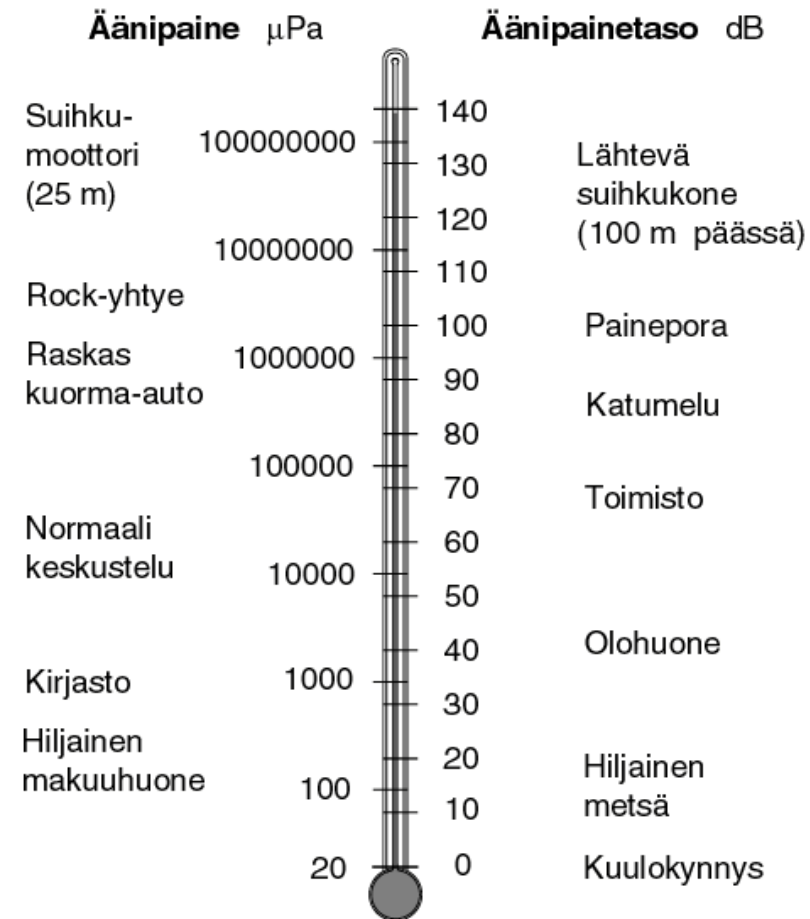 Äänipaine µPa
Äänipainetaso dB
Suihku-
moottori
(25 m)
Rock-yhtye
Raskas
kuorma-auto
Normaali
keskustelu
Kirjasto
Hiljainen
makuuhuone
100000000
10000000
1000000
100000
10000
1000
100
20
140
130
120
110
100
90
80
70
60
50
40
30
20
10
0
Lähtevä
suihkukone
(100 m päässä)
Painepora
Katumelu
Toimisto
Olohuone
Hiljainen
metsä
Kuulokynnys